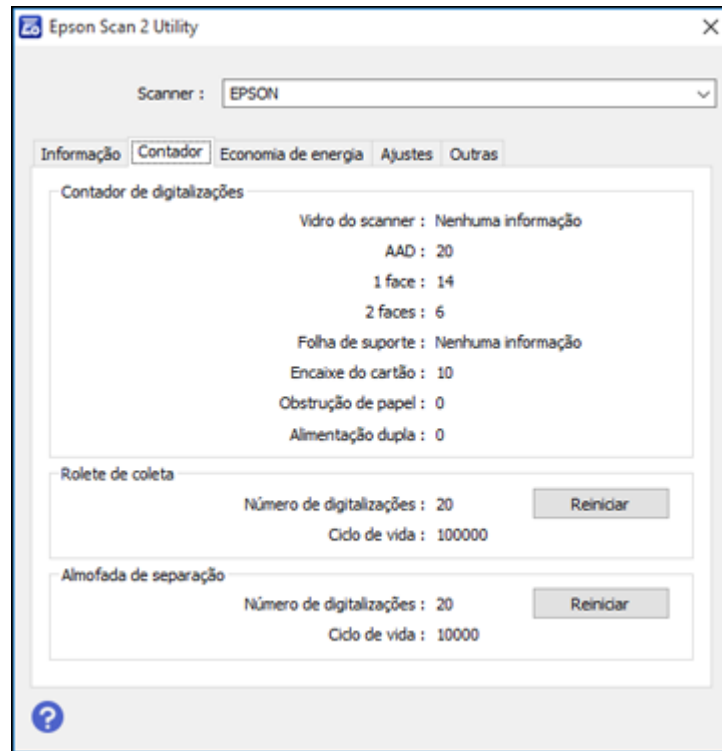 Epson Scan 2 Utility
Scanner : EPSON
Informação Contador Economia de energia Ajustes Outras
Contador de digitalizações
Vidro do scanner : Nenhuma informação
AAD : 20
1 face : 14
2 faces : 6
Folha de suporte : Nenhuma informação
Encaixe do cartão : 10
Obstrução de papel : 0
Alimentação dupla : 0
Rolete de coleta
Número de digitalizações : 20 Reiniciar
Ciclo de vida : 100000
Almofada de separação
Número de digitalizações : 20 Reiniciar
Ciclo de vida : 10000
?